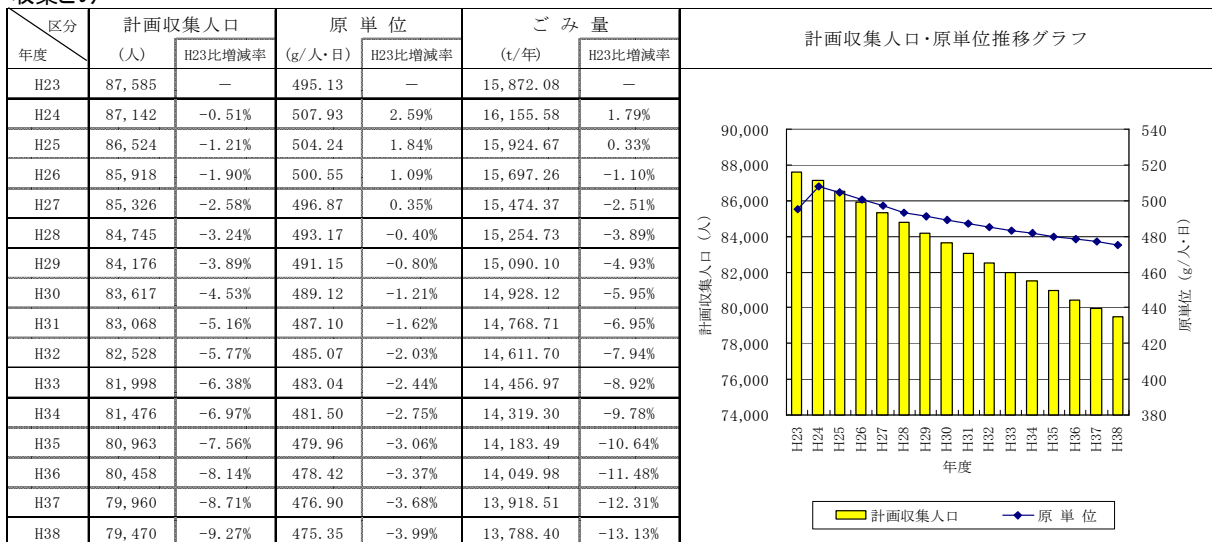 区分 計画収集人口 原 単 位 ご み 量 計画収集人口･原単位推移グラフ
年度 (人) H23比増減率 (g/人･日) H23比増減率 (t/年) H23比増減率
H23 87,585 － 495.13 － 15,872.08 －
H24 87,142 -0.51% 507.93 2.59% 16,155.58 1.79%
H25 86,524 -1.21% 504.24 1.84% 15,924.67 0.33%
H26 85,918 -1.90% 500.55 1.09% 15,697.26 -1.10%
H27 85,326 -2.58% 496.87 0.35% 15,474.37 -2.51%
H28 84,745 -3.24% 493.17 -0.40% 15,254.73 -3.89%
H29 84,176 -3.89% 491.15 -0.80% 15,090.10 -4.93%
H30 83,617 -4.53% 489.12 -1.21% 14,928.12 -5.95%
H31 83,068 -5.16% 487.10 -1.62% 14,768.71 -6.95%
H32 82,528 -5.77% 485.07 -2.03% 14,611.70 -7.94%
H33 81,998 -6.38% 483.04 -2.44% 14,456.97 -8.92%
H34 81,476 -6.97% 481.50 -2.75% 14,319.30 -9.78%
H35 80,963 -7.56% 479.96 -3.06% 14,183.49 -10.64%
H36 80,458 -8.14% 478.42 -3.37% 14,049.98 -11.48%
H37 79,960 -8.71% 476.90 -3.68% 13,918.51 -12.31%
H38 79,470 -9.27% 475.35 -3.99% 13,788.40 -13.13%
計画収集人口 (人)
90,000
88,000
86,000
84,000
82,000
80,000
78,000
76,000
74,000
540
520
500
480
460
440
420
400
380
原単位 (g/人･日)
H23 H24 H25 H26 H27 H28 H29 H30 H31 H32 H33 H34 H35 H36 H37 H38
年度
計画収集人口 原 単 位